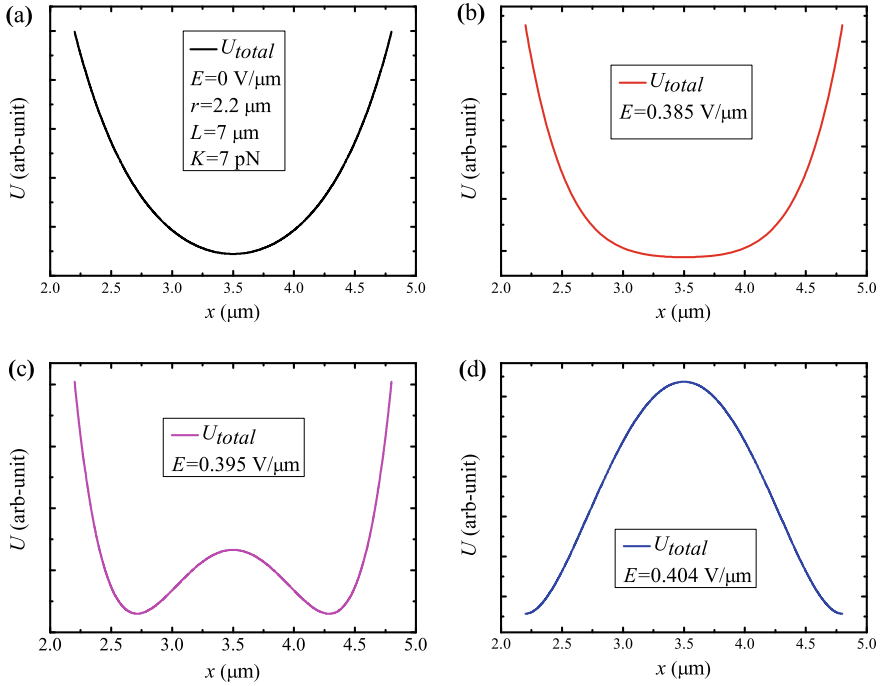 (a)
U (arb-unit)
U_total
E=0 V/μm
r=2.2 μm
L=7 μm
K=7 pN
2.0 2.5 3.0 3.5 4.0 4.5 5.0
x (μm)
(b)
U (arb-unit)
U_total
E=0.385 V/μm
2.0 2.5 3.0 3.5 4.0 4.5 5.0
x (μm)
(c)
U (arb-unit)
U_total
E=0.395 V/μm
2.0 2.5 3.0 3.5 4.0 4.5 5.0
x (μm)
(d)
U (arb-unit)
U_total
E=0.404 V/μm
2.0 2.5 3.0 3.5 4.0 4.5 5.0
x (μm)